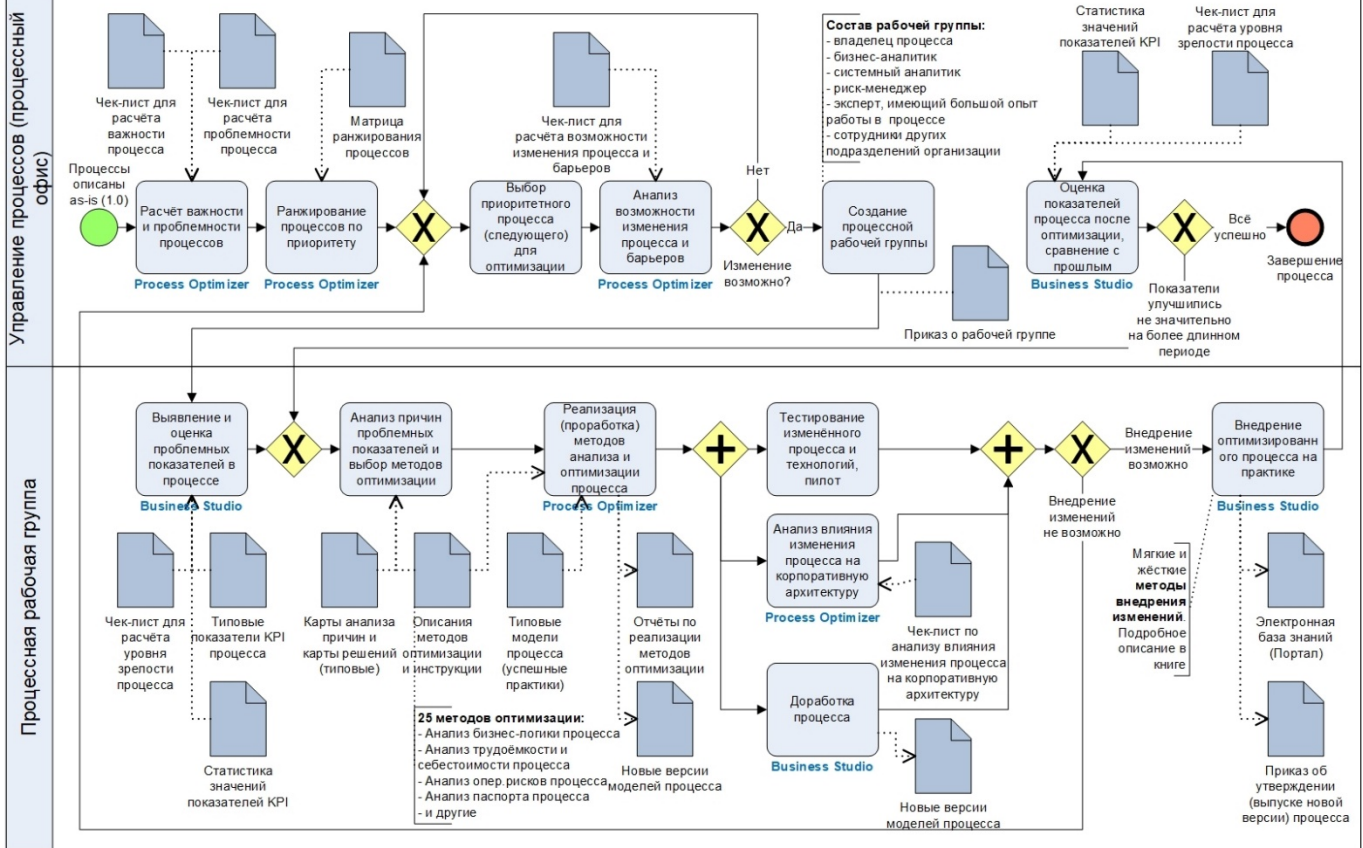 Управление процессов (процессный
офис)
Чек-лист для
расчёта
важности
процесса
Чек-лист для
расчёта
проблемности
процесса
Матрица
ранжирования
процессов
Чек-лист для
расчёта возможности
изменения процесса и
барьеров
Состав рабочей группы:
- владелец процесса
- бизнес-аналитик
- системный аналитик
- риск-менеджер
- эксперт, имеющий большой опыт
работы в процессе
- сотрудники других
подразделений организации
Статистика
значений
показателей KPI
Чек-лист для
расчёта уровня
зрелости процесса
Процессы
описаны
as-is (1.0)
Расчёт важности
и проблемности
процессов
Process Optimizer
Ранжирование
процессов по
приоритету
Process Optimizer
X
Выбор
приоритетного
процесса
(следующего)
для
оптимизации
Анализ
возможности
изменения
процесса и
барьеров
Process Optimizer
Нет
X
Да
Изменение
возможно?
Создание
процессной
рабочей группы
Приказ о рабочей группе
Оценка
показателей
процесса после
оптимизации,
сравнение с
прошлым
Business Studio
X
Всё
успешно
Завершение
процесса
Показатели
улучшились
не значительно
на более длинном
периоде
Процессная рабочая группа
Выявление и
оценка
проблемных
показателей в
процессе
Business Studio
X
Анализ причин
проблемных
показателей и
выбор методов
оптимизации
Реализация
(проработка)
методов
анализа и
оптимизации
процесса
Process Optimizer
+
Тестирование
изменённого
процесса и
технологий,
пилот
Анализ влияния
изменения
процесса на
корпоративную
архитектуру
Process Optimizer
Доработка
процесса
Business Studio
+
X
Внедрение
изменений
возможно
Внедрение
изменений
не возможно
Внедрение
оптимизированн
ого процесса на
практике
Business Studio
Чек-лист для
расчёта
уровня
зрелости
процесса
Типовые
показатели KPI
процесса
Статистика
значений
показателей KPI
Карты анализа
причин и
карты решений
(типовые)
Описания
методов
оптимизации
и инструкции
Типовые
модели
процесса
(успешные
практики)
Отчёты по
реализации
методов
оптимизации
25 методов оптимизации:
- Анализ бизнес-логики процесса
- Анализ трудоёмкости и
себестоимости процесса
- Анализ опер.рисков процесса
- Анализ паспорта процесса
- и другие
Новые версии
моделей процесса
Чек-лист по
анализу влияния
изменения процесса
на корпоративную
архитектуру
Новые версии
моделей процесса
Мягкие и
жёсткие
методы
внедрения
изменений.
Подробное
описание в
книге
Электронная
база знаний
(Портал)
Приказ об
утверждении
(выпуске новой
версии) процесса